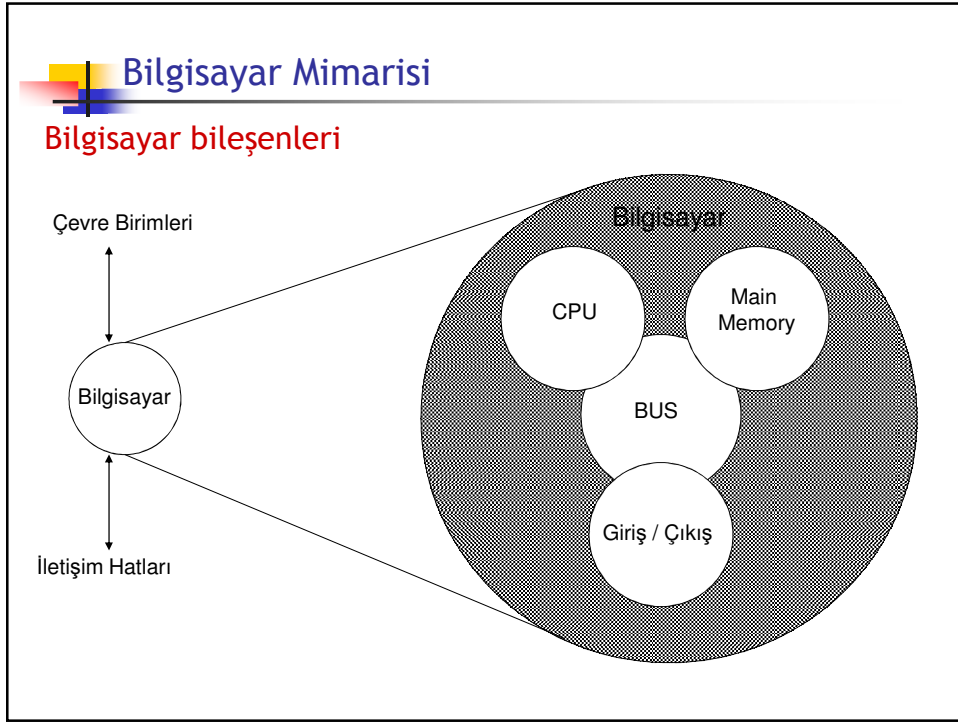 Bilgisayar Mimarisi
Bilgisayar bileşenleri
Çevre Birimleri
Bilgisayar
İletişim Hatları
Bilgisayar
CPU
Main
Memory
BUS
Giriş / Çıkış